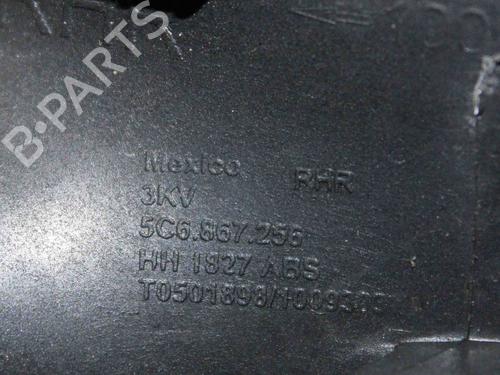 B-PARTS
Mexico RHR
3KV
5C6.867.256
HH 1827 ABS